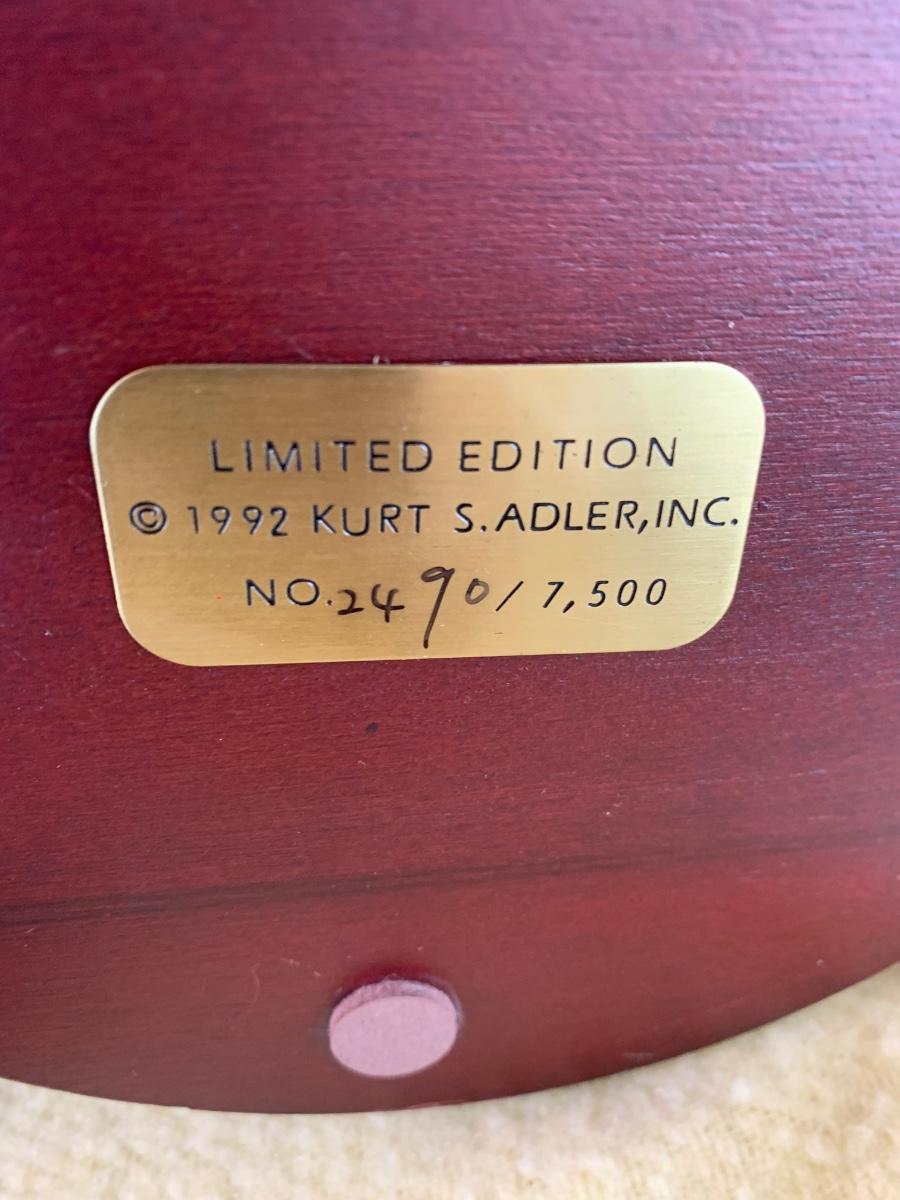 LIMITED EDITION
© 1992 KURT S. ADLER, INC.
NO. 2490 / 7,500